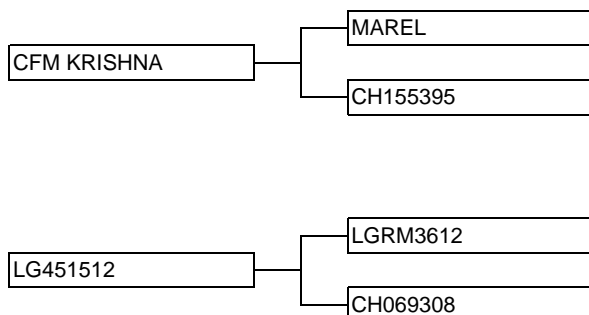 MAREL
CFM KRISHNA
CH155395
LGRM3612
LG451512
CH069308